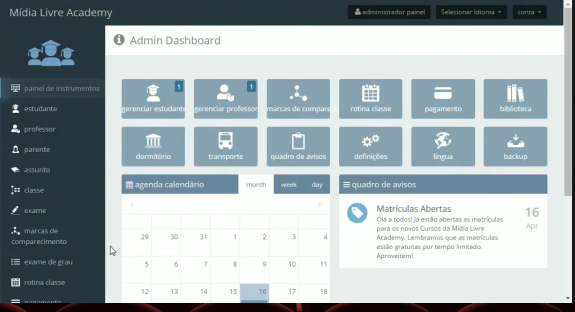 Mídia Livre Academy
administrador painel
Selecionar Idioma
conta
Admin Dashboard
painel de instrumentos
estudante
professor
parente
assunto
classe
exame
marcas de
comparecimento
exame de grau
rotina classe
pagamento
1
gerenciar estudante
1
gerenciar professor
marcas de compare
rotina classe
pagamento
biblioteca
dormitório
transporte
quadro de avisos
definições
língua
backup
agenda calendário
month
week
day
29 30 31 1 2 3 4
5 6 7 8 9 10 11
12 13 14 15 16 17 18
quadro de avisos
Matrículas Abertas
Olá a todos! Já estão abertas as matrículas
para os novos Cursos da Mídia Livre
Academy. Lembramos que as matrículas
estão gratuitas por tempo limitado.
Aproveitem!
16
Apr